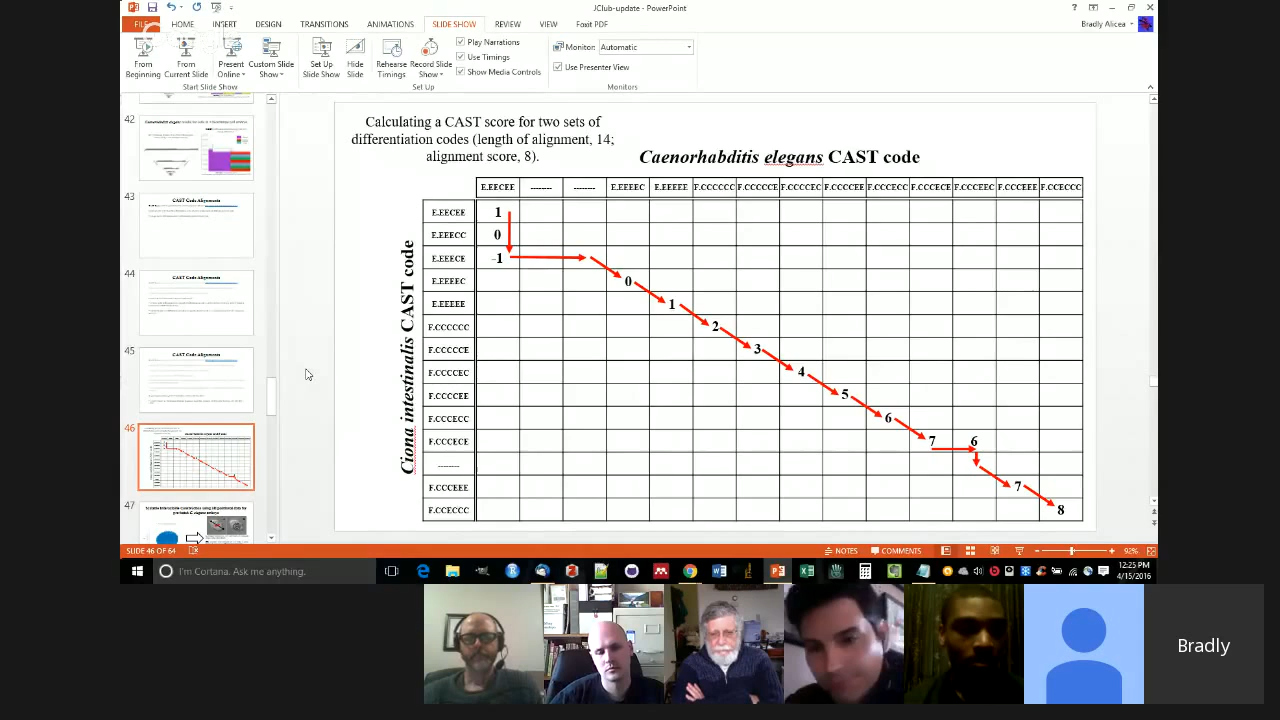 JClub-update - PowerPoint
FILE HOME INSERT DESIGN TRANSITIONS ANIMATIONS SLIDE SHOW REVIEW VIEW Foxit PDF
Bradly Alicea
From Beginning
From Current Slide
Present Online
Custom Slide Show
Set Up Slide Show
Hide Slide
Rehearse Timings
Record Slide Show
Play Narrations
Use Timings
Show Media Controls
Monitor: Automatic
Use Presenter View
Start Slide Show
Set Up
Monitors
42
43
CAST Code Alignments
44
CAST Code Alignments
45
CAST Code Alignments
46
47
Calculating a CAST score for two sets of
differentiation codes (length of alignment, 14;
alignment score, 8).
Caenorhabditis elegans CAST code
Ciona intestinalis CAST code
E.EECEE -------- -------- E.EEEEC E.EEEEE F.CCCCCC F.CCCCCE F.CCCCEC F.CCCCEE F.CCCECC F.CCCECE F.CCCEEC F.CCCEEE F.CCECCC
E.EECEE 1
E.EEECC 0
E.EEECE -1
E.EEEEC 0
E.EEEEE 1
F.CCCCCC 2
F.CCCCCE 3
F.CCCCEC 4
F.CCCCEE 5
F.CCCECC 6
F.CCCECE 7 6
--------
F.CCCEEE 7
F.CCECCC 8
SLIDE 46 OF 64
NOTES COMMENTS 92%
I'm Cortana. Ask me anything.
12:25 PM
4/15/2016
Bradly